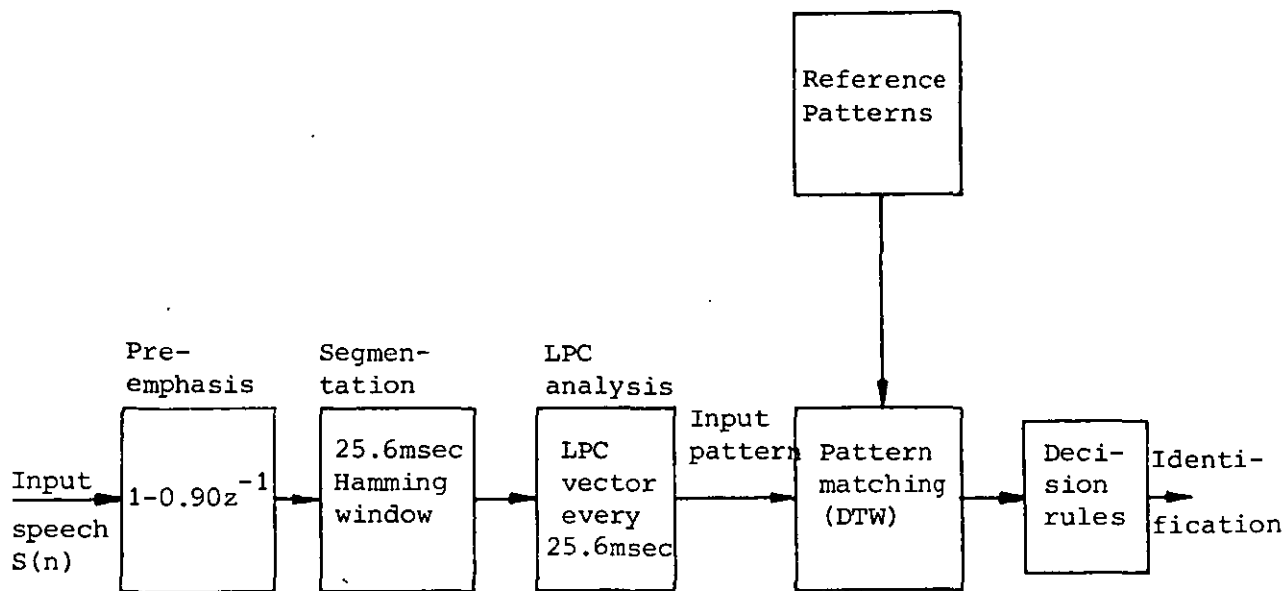 Reference
Patterns
Pre-
emphasis
Segmen-
tation
LPC
analysis
Input
speech
S(n)
1-0.90z^-1
25.6msec
Hamming
window
LPC
vector
every
25.6msec
Input
pattern
Pattern
matching
(DTW)
Deci-
sion
rules
Identi-
fication